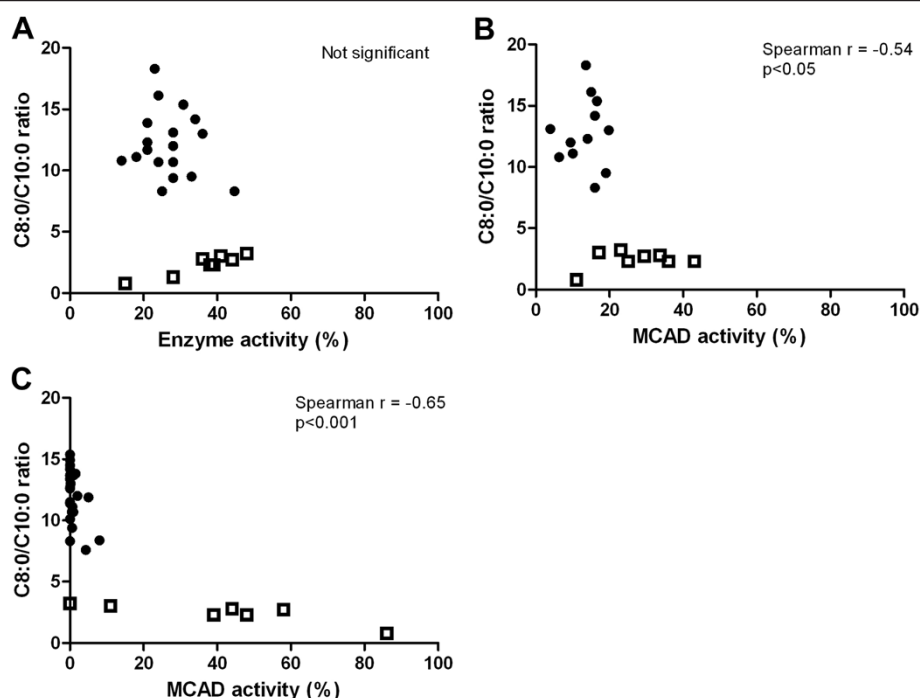 A
Not significant
C8:0/C10:0 ratio
20
15
10
5
0
0 20 40 60 80 100
Enzyme activity (%)
B
Spearman r = -0.54
p<0.05
C8:0/C10:0 ratio
20
15
10
5
0
0 20 40 60 80 100
MCAD activity (%)
C
Spearman r = -0.65
p<0.001
C8:0/C10:0 ratio
20
15
10
5
0
0 20 40 60 80 100
MCAD activity (%)